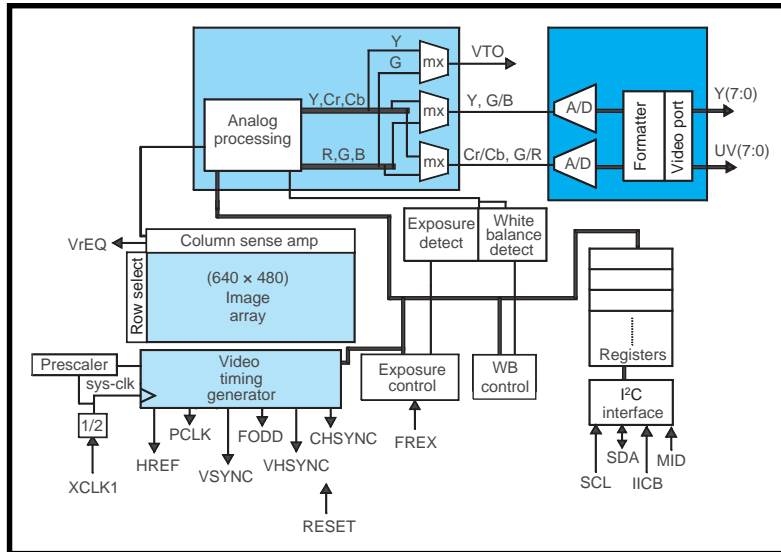 Y
G
mx
VTO
Y,Cr,Cb
Analog
processing
mx
Y, G/B
R,G,B
mx
Cr/Cb, G/R
A/D
A/D
Formatter
Video port
Y(7:0)
UV(7:0)
VrEQ
Column sense amp
Row select
(640 × 480)
Image
array
Exposure
detect
White
balance
detect
Registers
Prescaler
sys-clk
1/2
XCLK1
Video
timing
generator
HREF
PCLK
VSYNC
FODD
VHSYNC
CHSYNC
RESET
Exposure
control
FREX
WB
control
I²C
interface
SCL
SDA
IICB
MID